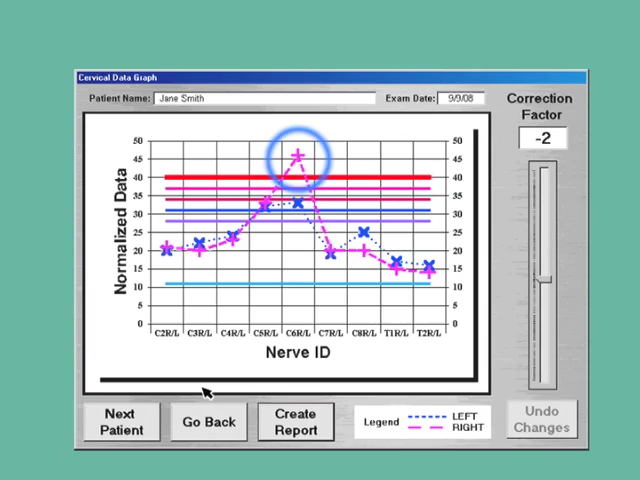 Cervical Data Graph
Patient Name: Jane Smith Exam Date: 9/9/08
Correction
Factor
-2
50 50
45 45
40 40
35 35
30 30
25 25
20 20
15 15
10 10
5 5
0 0
Normalized Data
C2R/L C3R/L C4R/L C5R/L C6R/L C7R/L C8R/L T1R/L T2R/L
Nerve ID
Next
Patient
Go Back
Create
Report
Legend
LEFT
RIGHT
Undo
Changes